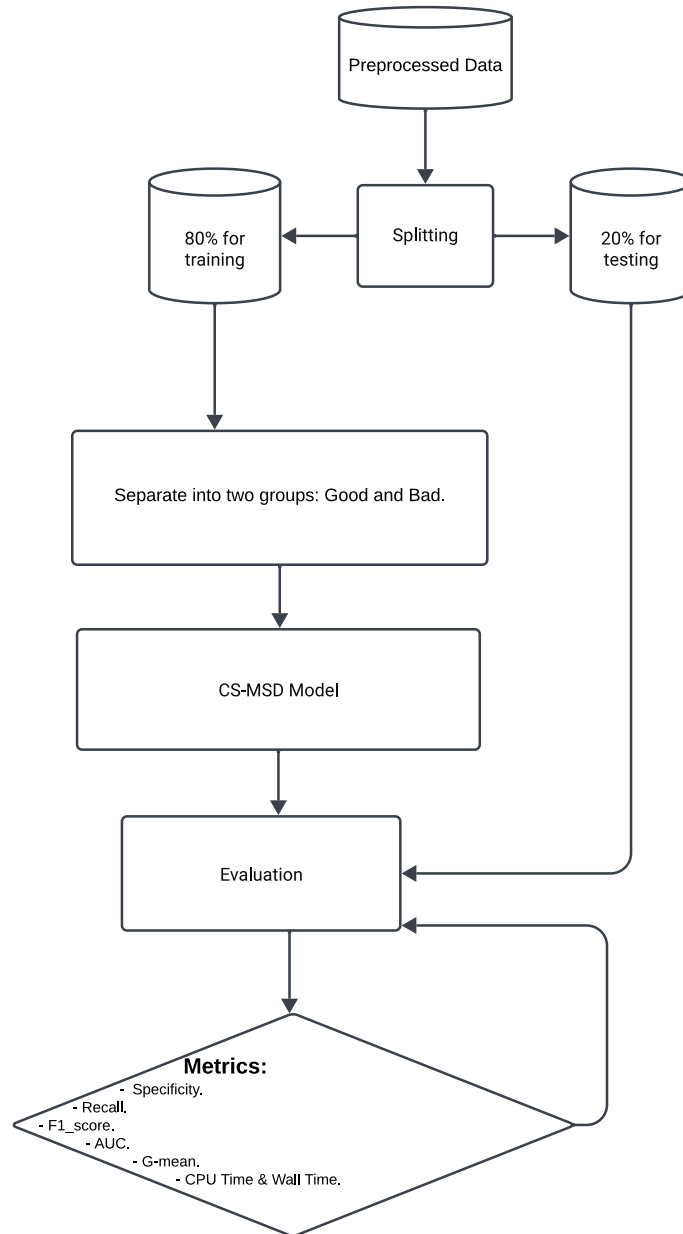 Preprocessed Data
80% for
training
Splitting
20% for
testing
Separate into two groups: Good and Bad.
CS-MSD Model
Evaluation
Metrics:
- Specificity.
- Recall.
- F1_score.
- AUC.
- G-mean.
- CPU Time & Wall Time.